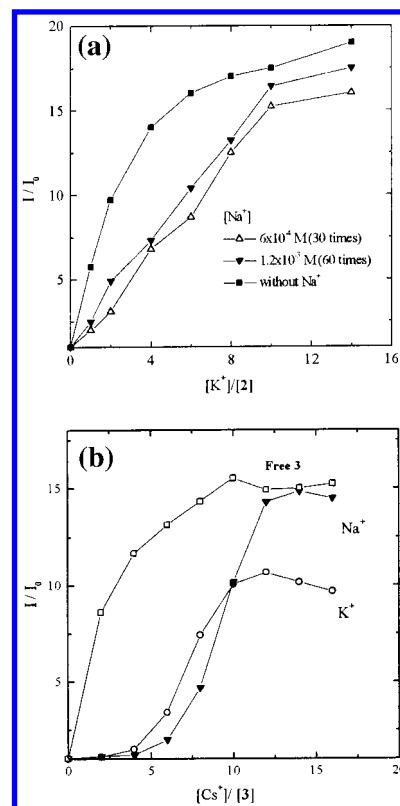 (a)
20
15
10
5
I / I0
[Na+]
6x10-4 M(30 times)
1.2x10-3 M(60 times)
without Na+
0 4 8 12 16
[K+]/[2]
(b)
15
10
5
I / I0
Free 3
Na+
K+
0 5 10 15 20
[Cs+]/ [3]